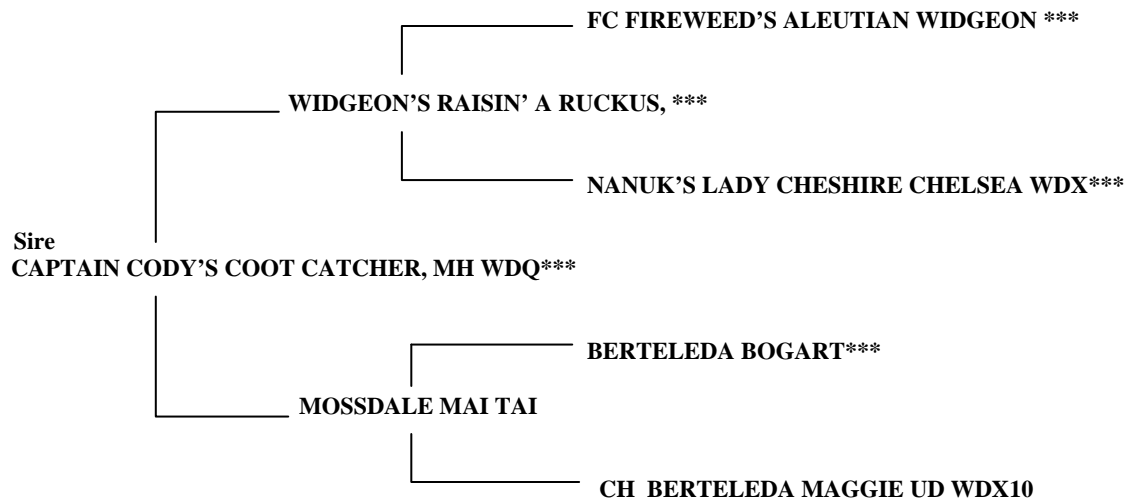 FC FIREWEED’S ALEUTIAN WIDGEON ***
WIDGEON’S RAISIN’ A RUCKUS, ***
NANUK’S LADY CHESHIRE CHELSEA WDX***
Sire
CAPTAIN CODY’S COOT CATCHER, MH WDQ***
BERTELEDA BOGART***
MOSSDALE MAI TAI
CH BERTELEDA MAGGIE UD WDX10